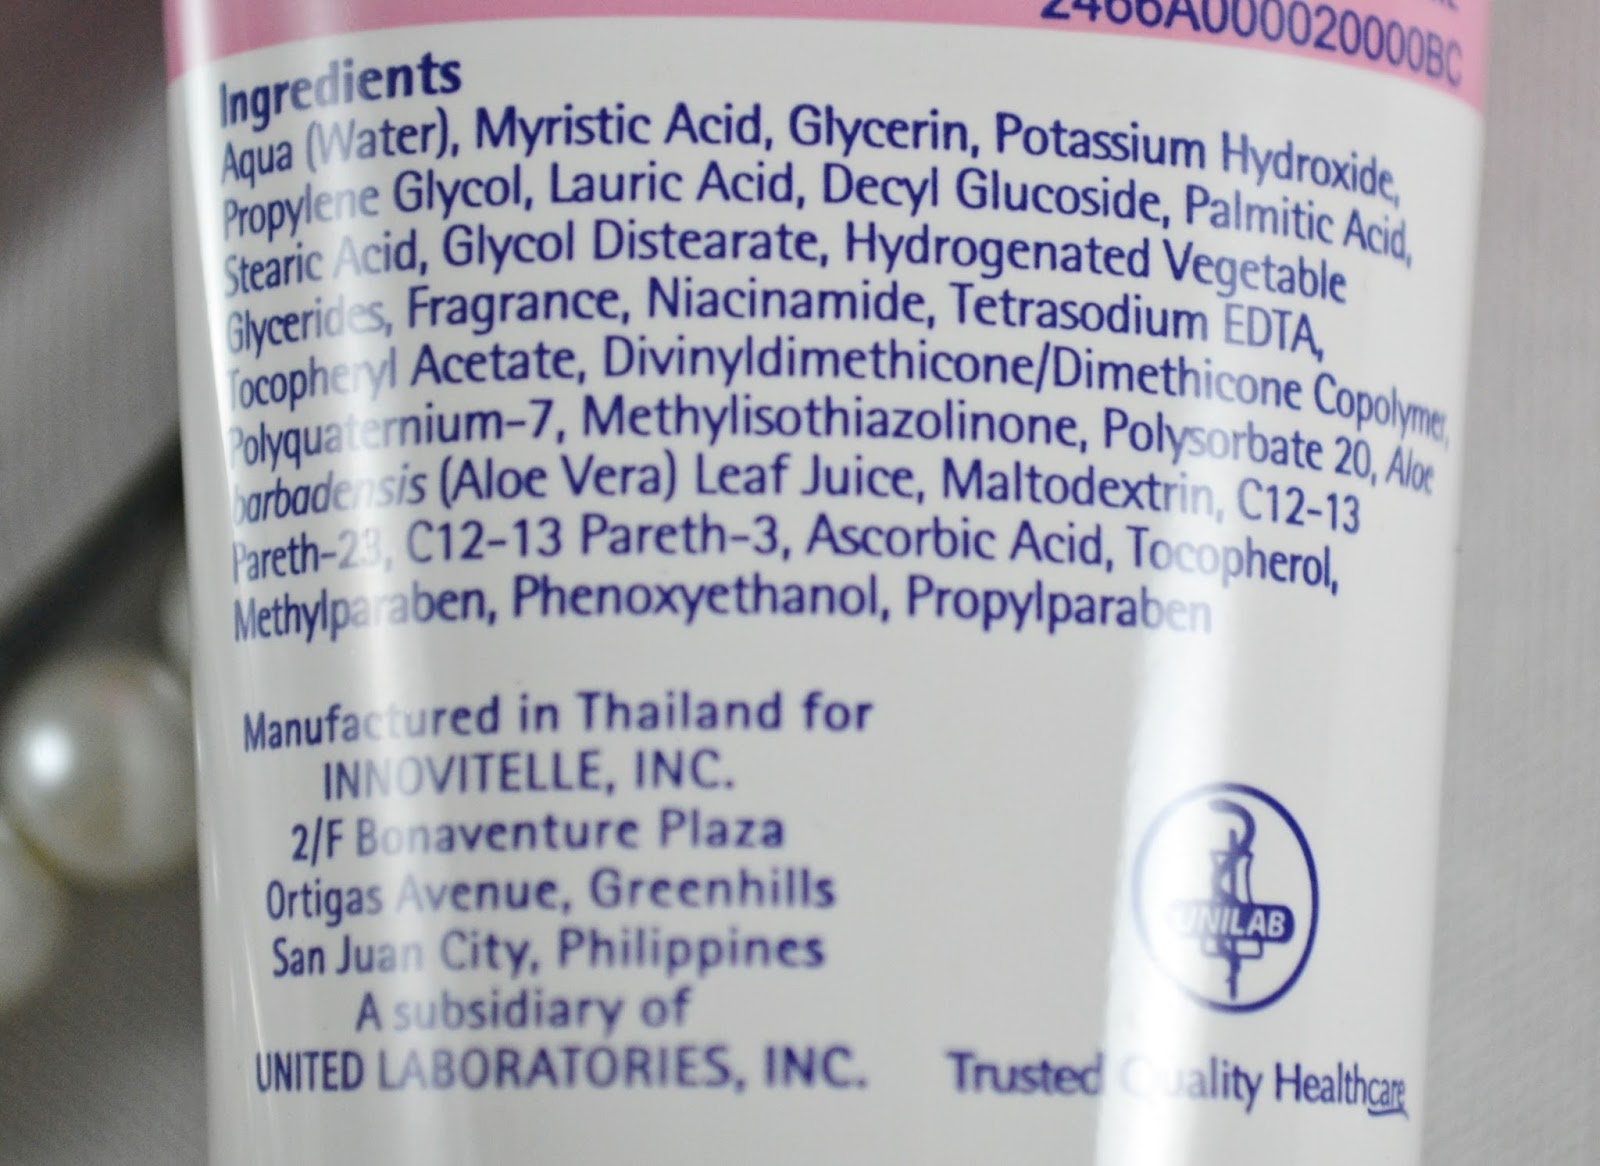 2466A000020000BC
Ingredients
Aqua (Water), Myristic Acid, Glycerin, Potassium Hydroxide,
Propylene Glycol, Lauric Acid, Decyl Glucoside, Palmitic Acid,
Stearic Acid, Glycol Distearate, Hydrogenated Vegetable
Glycerides, Fragrance, Niacinamide, Tetrasodium EDTA,
Tocopheryl Acetate, Divinyldimethicone/Dimethicone Copolymer,
Polyquaternium-7, Methylisothiazolinone, Polysorbate 20, Aloe
barbadensis (Aloe Vera) Leaf Juice, Maltodextrin, C12-13
Pareth-23, C12-13 Pareth-3, Ascorbic Acid, Tocopherol,
Methylparaben, Phenoxyethanol, Propylparaben
Manufactured in Thailand for
INNOVITELLE, INC.
2/F Bonaventure Plaza
Ortigas Avenue, Greenhills
San Juan City, Philippines
A subsidiary of
UNITED LABORATORIES, INC.
UNILAB
Trusted Quality Healthcare